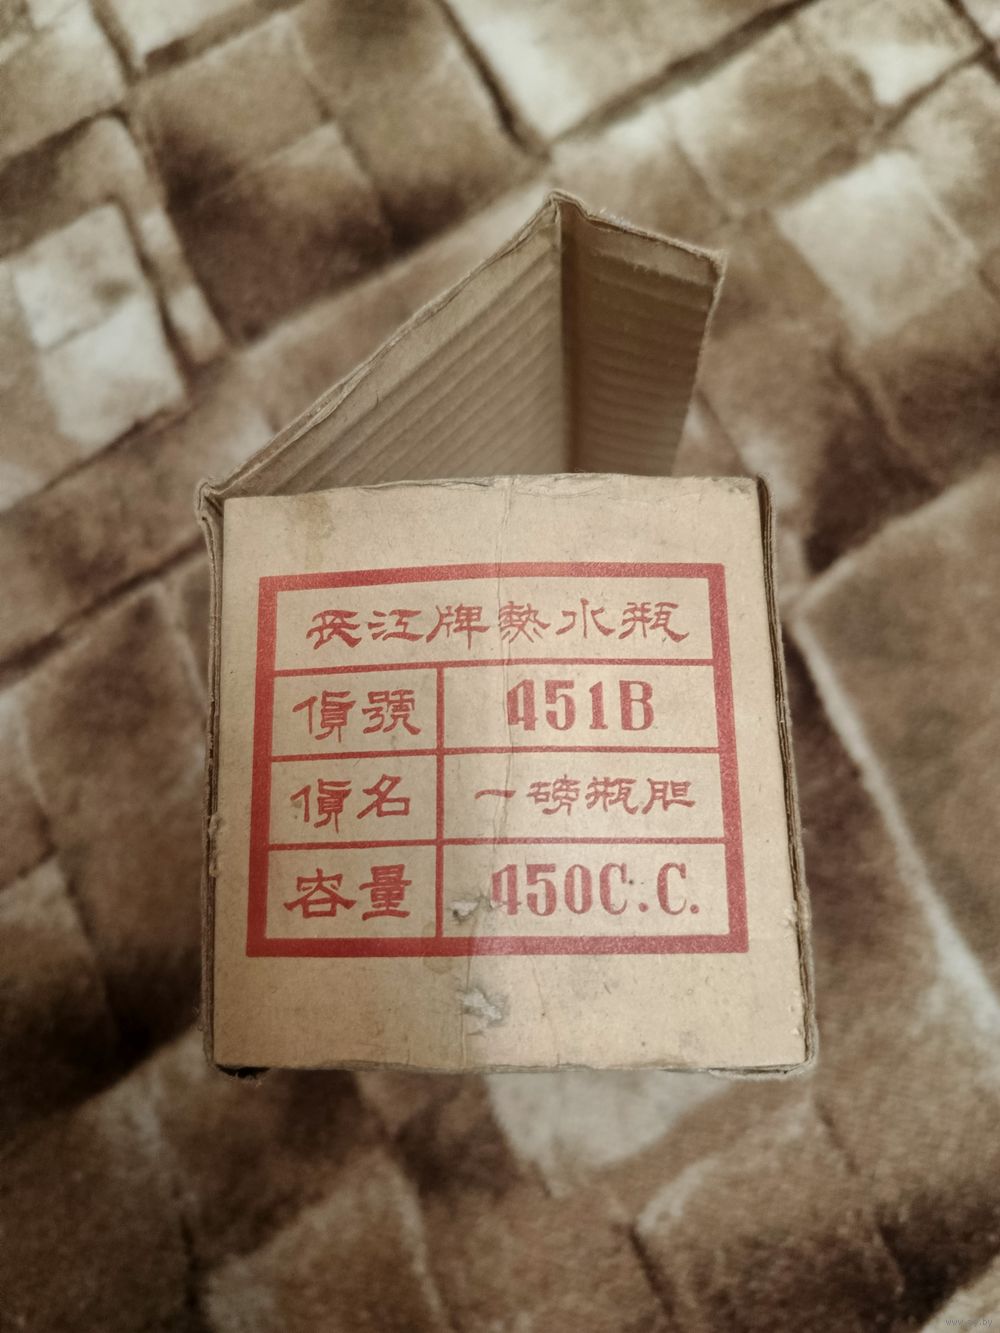 長江牌熱水瓶
貨號 451B
貨名 一磅瓶胆
容量 450C.C.